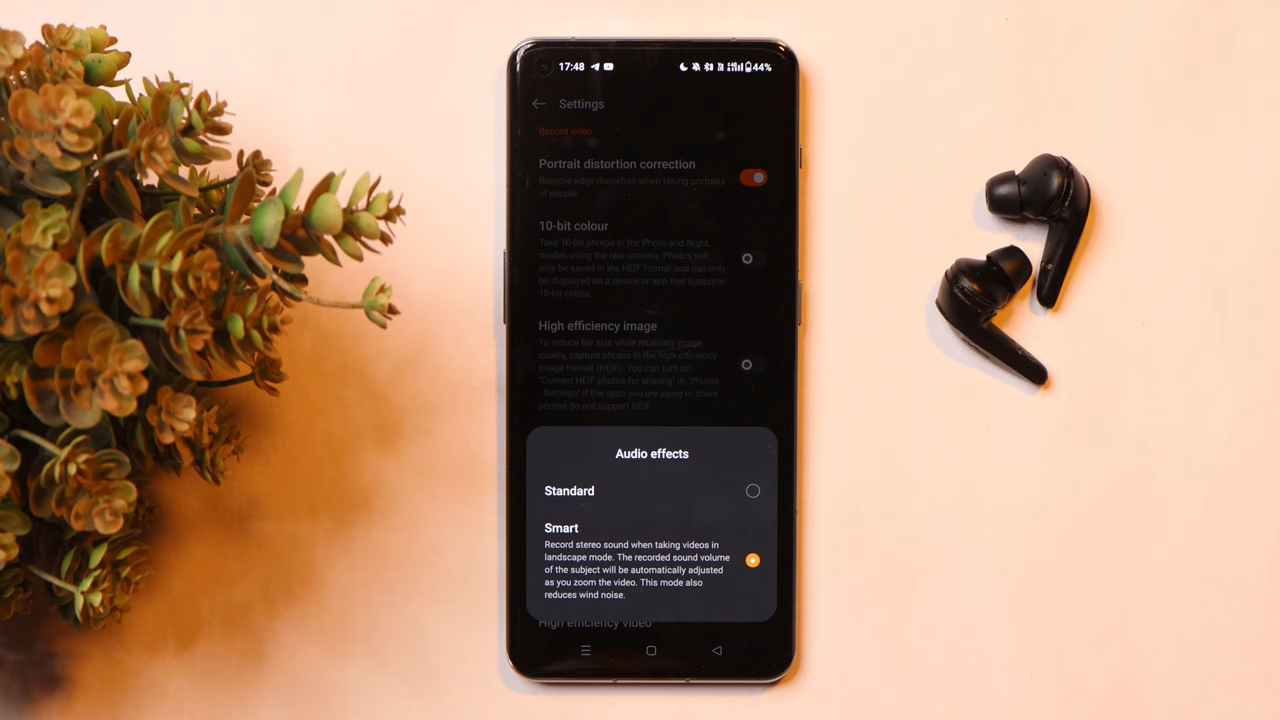 17:48 44%
Settings
Record video
Portrait distortion correction
Remove edge distortion when taking portraits
of people
10-bit colour
Take 10-bit photos in the Photo and Night
modes using the rear camera. Photos will
only be saved in the HEIF format and can only
be displayed on a device or app that supports
10-bit colour
High efficiency image
To reduce file size while retaining image
quality, capture photos in the high efficiency
image format (HEIF). You can turn on
"Convert HEIF photos for sharing" in "Photos
- Settings" if the apps you are using to share
photos do not support HEIF
Audio effects
Standard
Smart
Record stereo sound when taking videos in
landscape mode. The recorded sound volume
of the subject will be automatically adjusted
as you zoom the video. This mode also
reduces wind noise.
High efficiency video